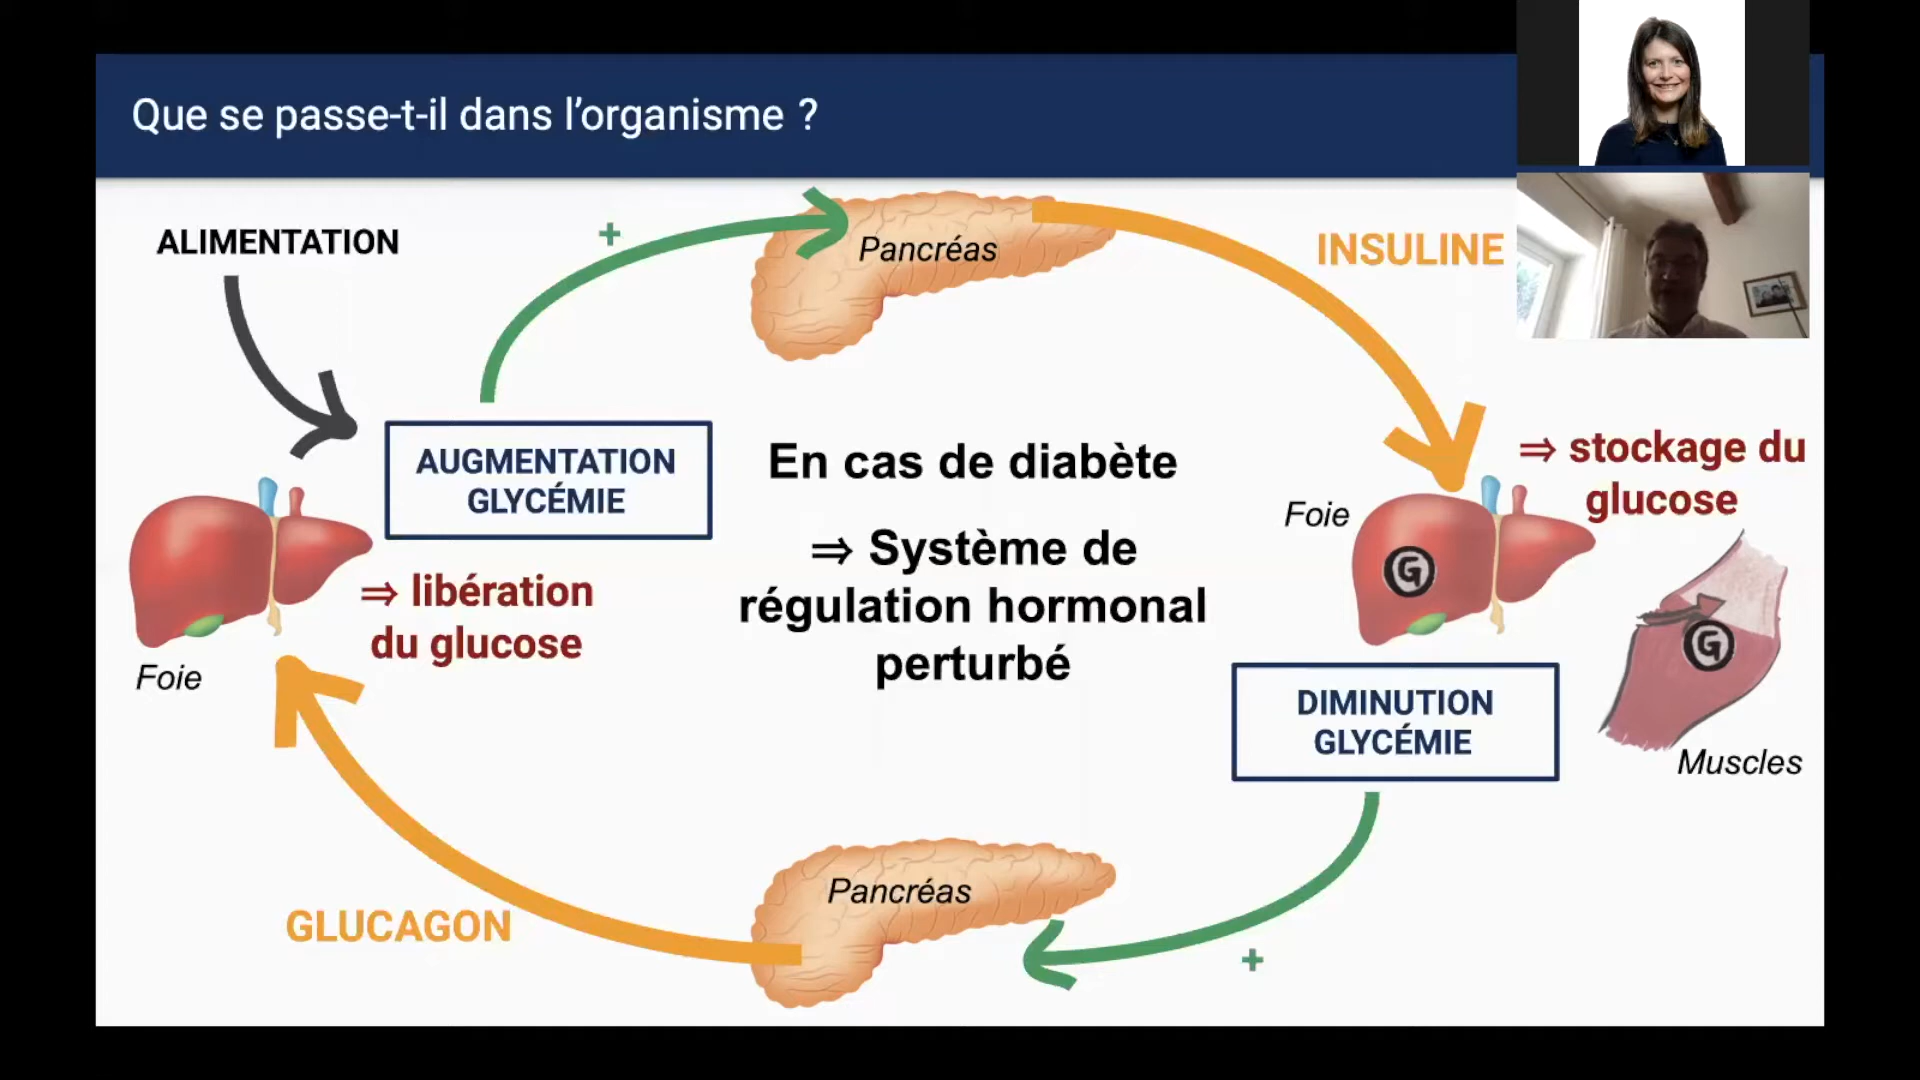 Que se passe-t-il dans l’organisme ?
ALIMENTATION
+
Pancréas
INSULINE
AUGMENTATION
GLYCÉMIE
En cas de diabète
⇒ Système de
régulation hormonal
perturbé
⇒ stockage du
glucose
Foie
G
G
⇒ libération
du glucose
Foie
DIMINUTION
GLYCÉMIE
Muscles
Pancréas
GLUCAGON
+